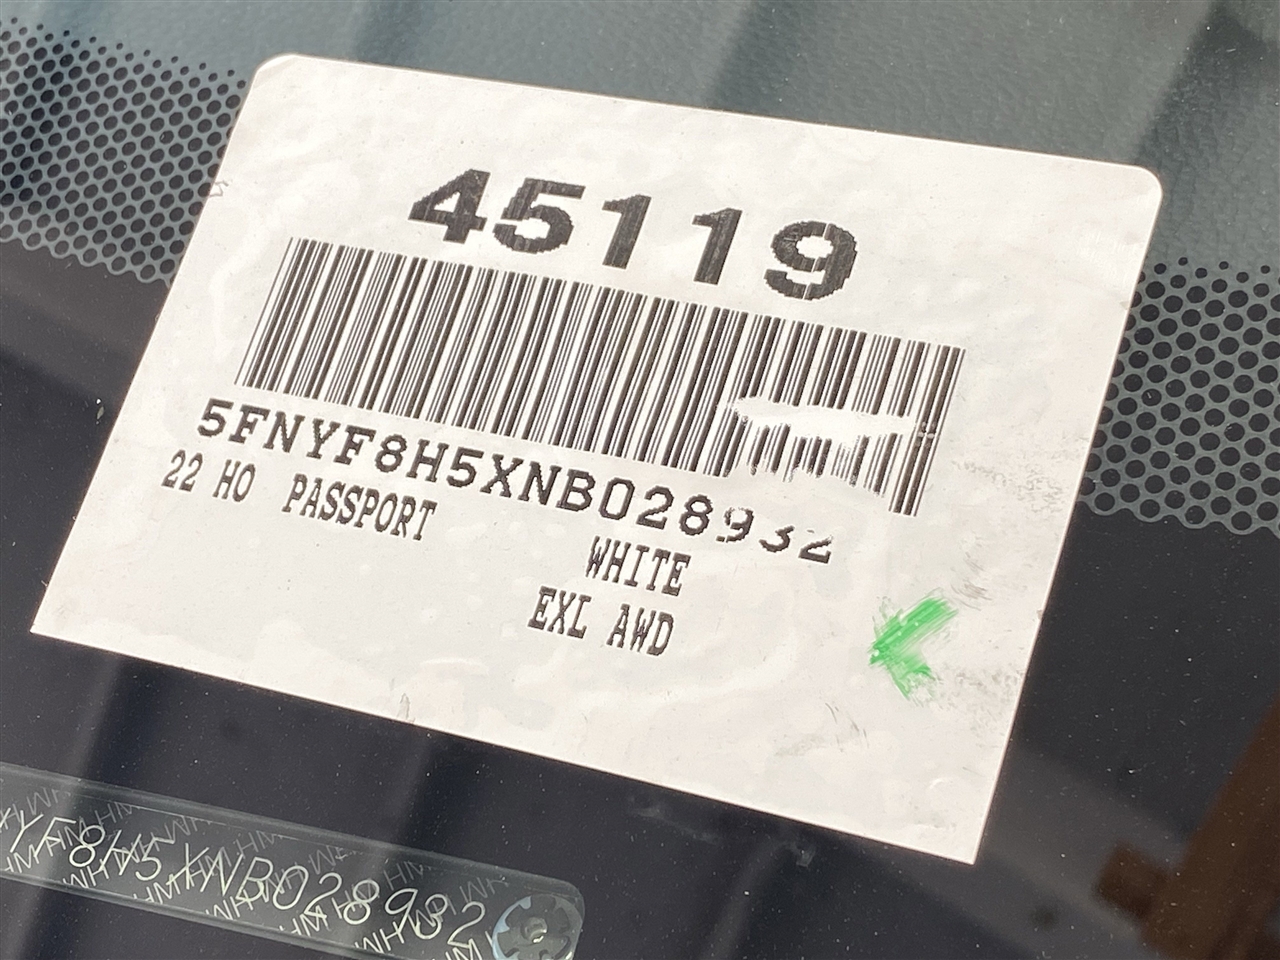 45119
5FNYF8H5XNB028932
22 HO PASSPORT
WHITE
EXL AWD
YF8H5XNB028932